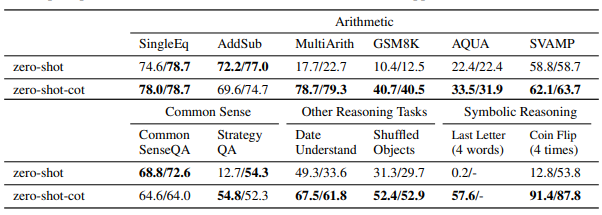 Arithmetic
SingleEq AddSub MultiArith GSM8K AQUA SVAMP
zero-shot 74.6/78.7 72.2/77.0 17.7/22.7 10.4/12.5 22.4/22.4 58.8/58.7
zero-shot-cot 78.0/78.7 69.6/74.7 78.7/79.3 40.7/40.5 33.5/31.9 62.1/63.7
Common Sense Other Reasoning Tasks Symbolic Reasoning
Common Strategy Date Shuffled Last Letter Coin Flip
SenseQA QA Understand Objects (4 words) (4 times)
zero-shot 68.8/72.6 12.7/54.3 49.3/33.6 31.3/29.7 0.2/- 12.8/53.8
zero-shot-cot 64.6/64.0 54.8/52.3 67.5/61.8 52.4/52.9 57.6/- 91.4/87.8